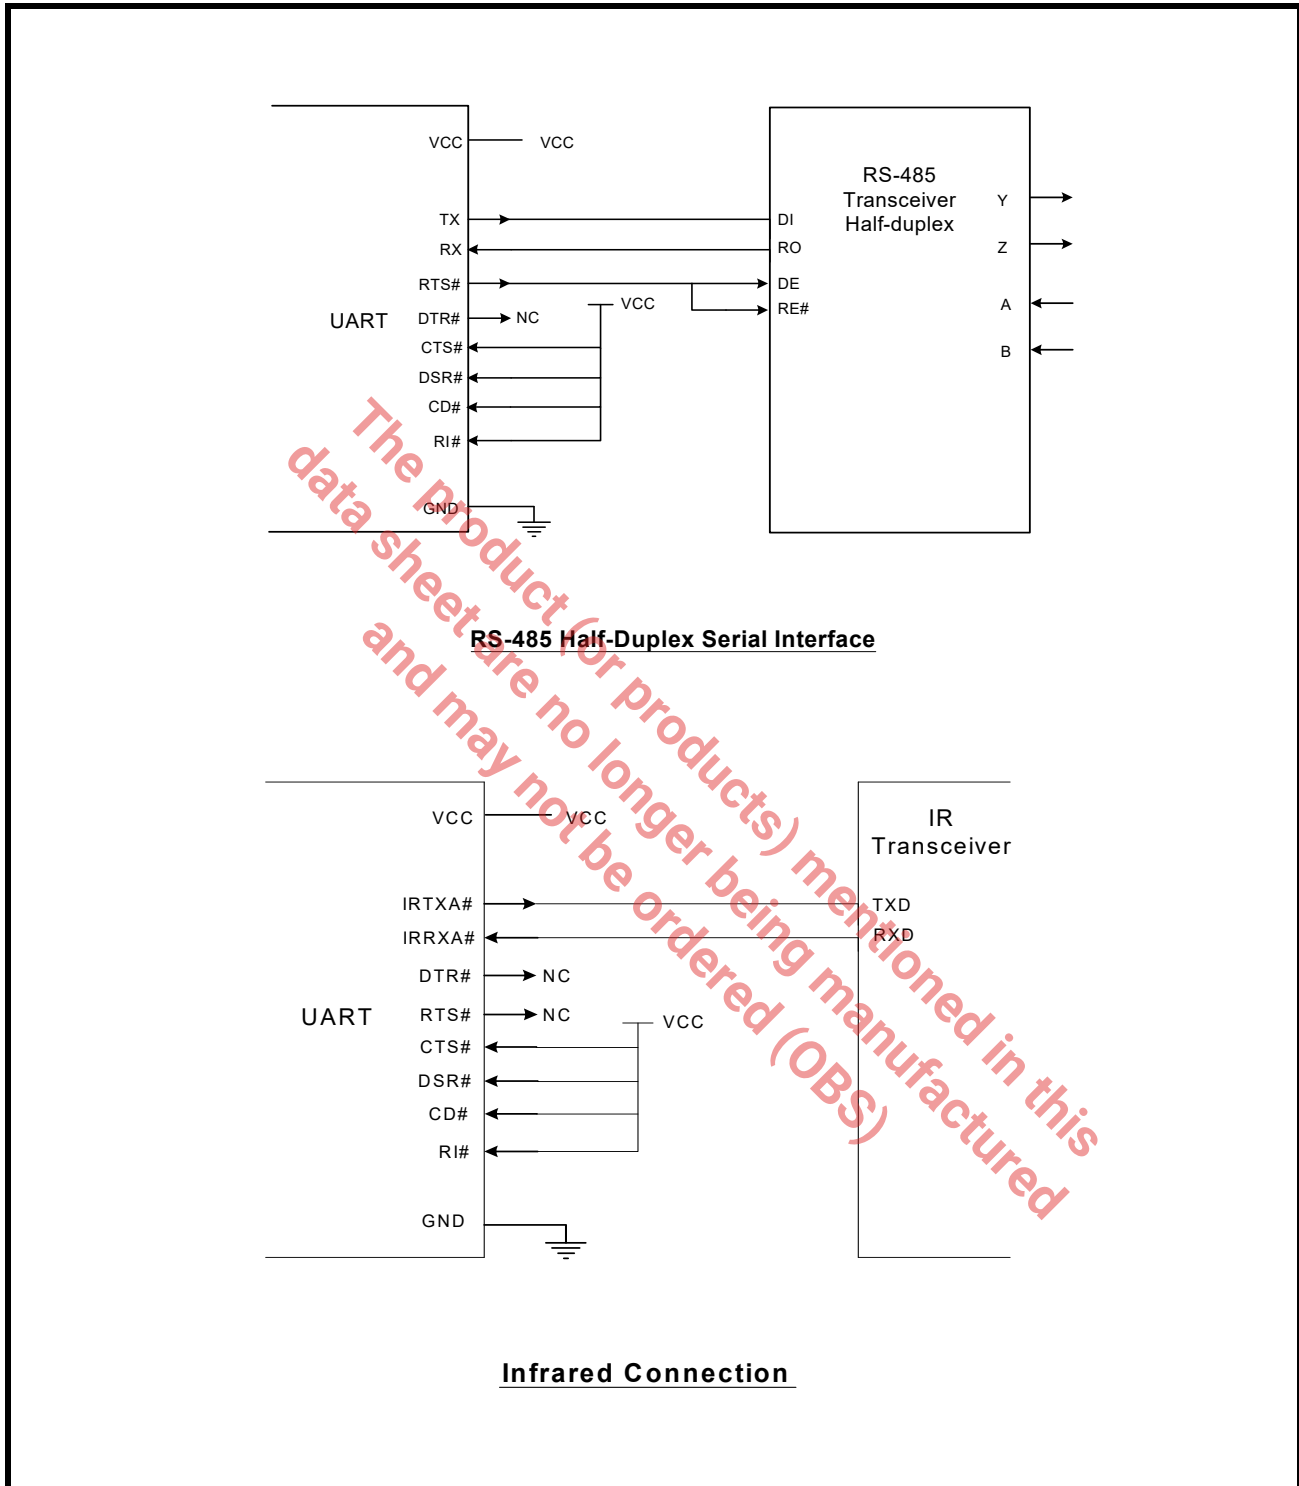 VCC
VCC
TX
RX
RTS#
DTR#
NC
CTS#
DSR#
CD#
RI#
GND
UART
VCC
RS-485
Transceiver
Half-duplex
DI
RO
DE
RE#
Y
Z
A
B
RS-485 Half-Duplex Serial Interface
VCC
VCC
IRTXA#
IRRXA#
DTR#
NC
RTS#
NC
CTS#
DSR#
CD#
RI#
GND
UART
VCC
IR
Transceiver
TXD
RXD
Infrared Connection
The product (or products) mentioned in this
data sheet are no longer being manufactured
and may not be ordered (OBS)